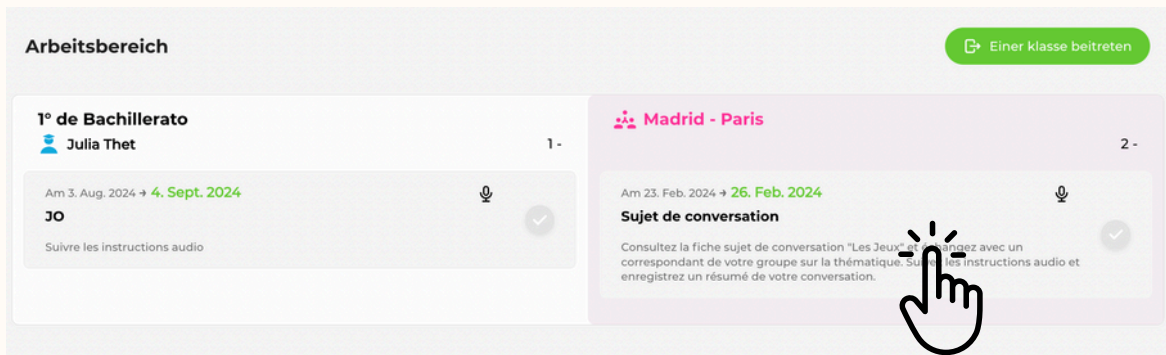 Arbeitsbereich
Einer klasse beitreten
1º de Bachillerato
Julia Thet
1 -
Am 3. Aug. 2024 → 4. Sept. 2024
JO
Suivre les instructions audio
Madrid - Paris
2 -
Am 23. Feb. 2024 → 26. Feb. 2024
Sujet de conversation
Consultez la fiche sujet de conversation "Les Jeux" et échangez avec un
correspondant de votre groupe sur la thématique. Suivez les instructions audio et
enregistrez un résumé de votre conversation.